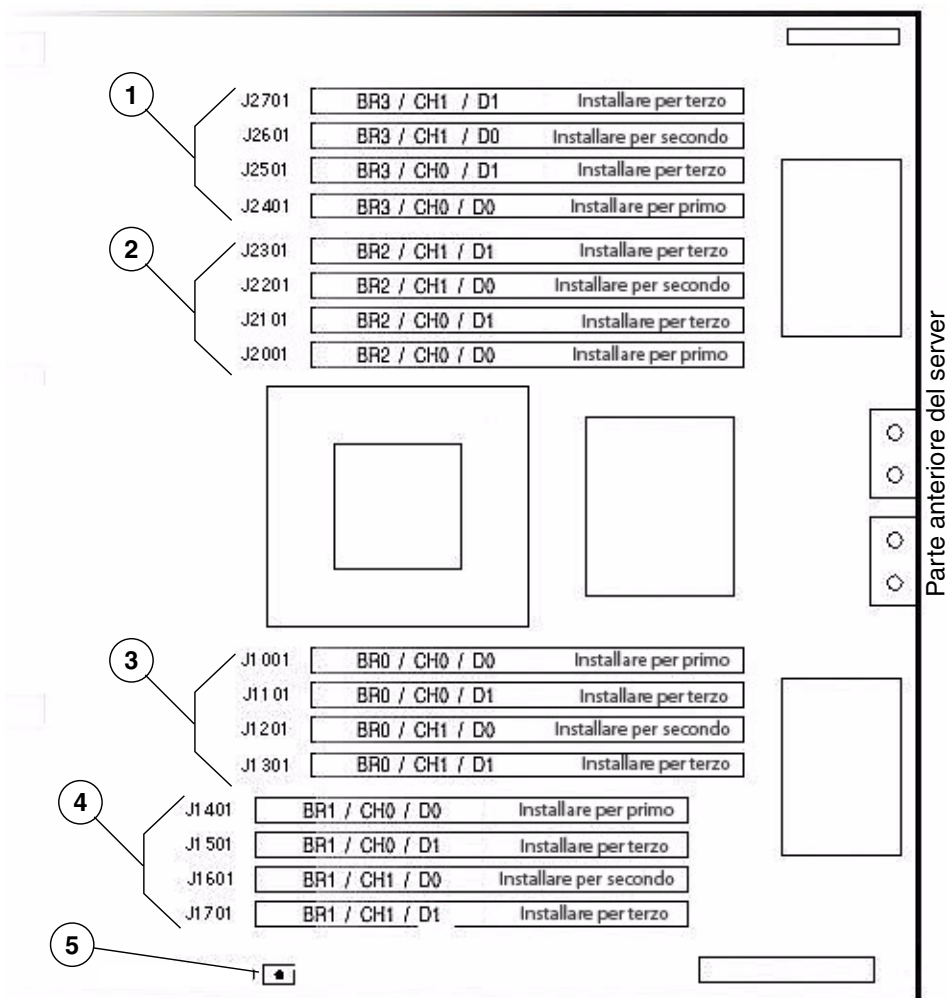 1
J2701 BR3 / CH1 / D1 Installare per terzo
J2601 BR3 / CH1 / D0 Installare per secondo
J2501 BR3 / CH0 / D1 Installare per terzo
J2401 BR3 / CH0 / D0 Installare per primo
2
J2301 BR2 / CH1 / D1 Installare per terzo
J2201 BR2 / CH1 / D0 Installare per secondo
J2101 BR2 / CH0 / D1 Installare per terzo
J2001 BR2 / CH0 / D0 Installare per primo
Parte anteriore del server
3
J1001 BR0 / CH0 / D0 Installare per primo
J1101 BR0 / CH0 / D1 Installare per terzo
J1201 BR0 / CH1 / D0 Installare per secondo
J1301 BR0 / CH1 / D1 Installare per terzo
4
J1401 BR1 / CH0 / D0 Installare per primo
J1501 BR1 / CH0 / D1 Installare per terzo
J1601 BR1 / CH1 / D0 Installare per secondo
J1701 BR1 / CH1 / D1 Installare per terzo
5